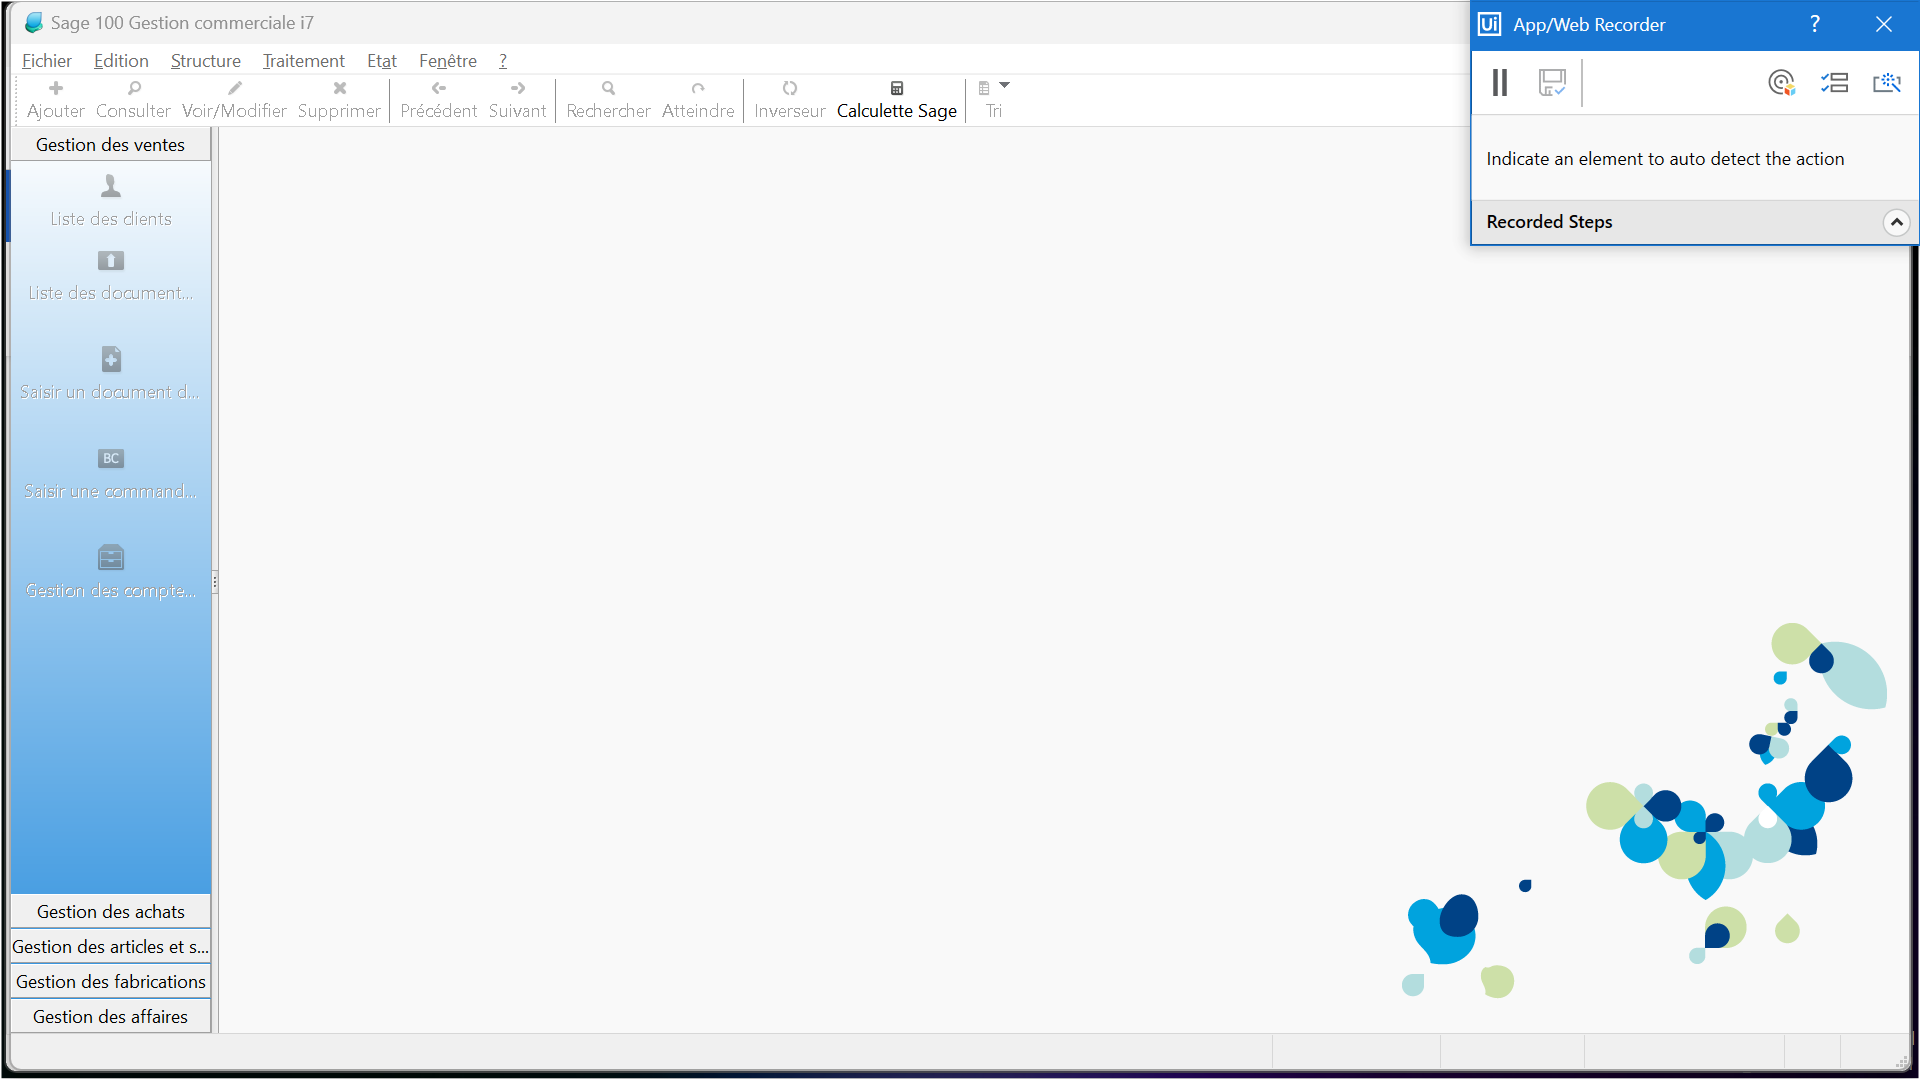 Sage 100 Gestion commerciale i7
Fichier Edition Structure Traitement Etat Fenêtre ?
Ajouter Consulter Voir/Modifier Supprimer Précédent Suivant Rechercher Atteindre Inverseur Calculette Sage Tri
Gestion des ventes
Liste des clients
Liste des document...
Saisir un document d...
BC
Saisir une command...
Gestion des compte...
Gestion des achats
Gestion des articles et s...
Gestion des fabrications
Gestion des affaires
Ui App/Web Recorder ?
Indicate an element to auto detect the action
Recorded Steps